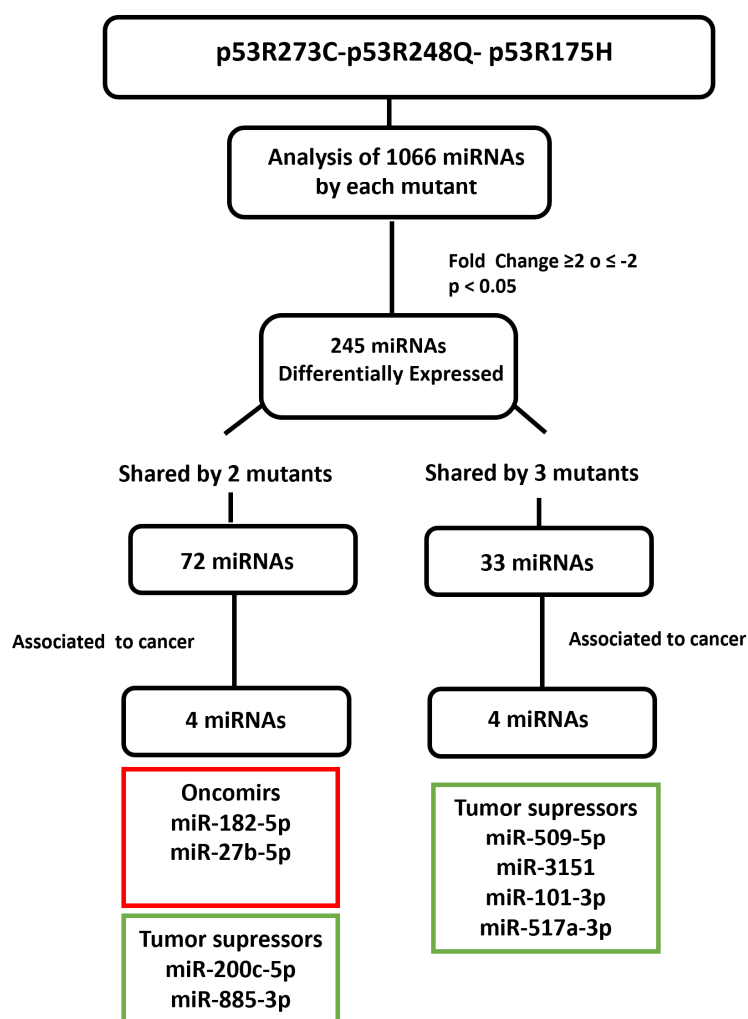 p53R273C-p53R248Q- p53R175H
Analysis of 1066 miRNAs
by each mutant
Fold Change ≥2 o ≤ -2
p < 0.05
245 miRNAs
Differentially Expressed
Shared by 2 mutants
Shared by 3 mutants
72 miRNAs
33 miRNAs
Associated to cancer
Associated to cancer
4 miRNAs
4 miRNAs
Oncomirs
miR-182-5p
miR-27b-5p
Tumor supressors
miR-509-5p
miR-3151
miR-101-3p
miR-517a-3p
Tumor supressors
miR-200c-5p
miR-885-3p